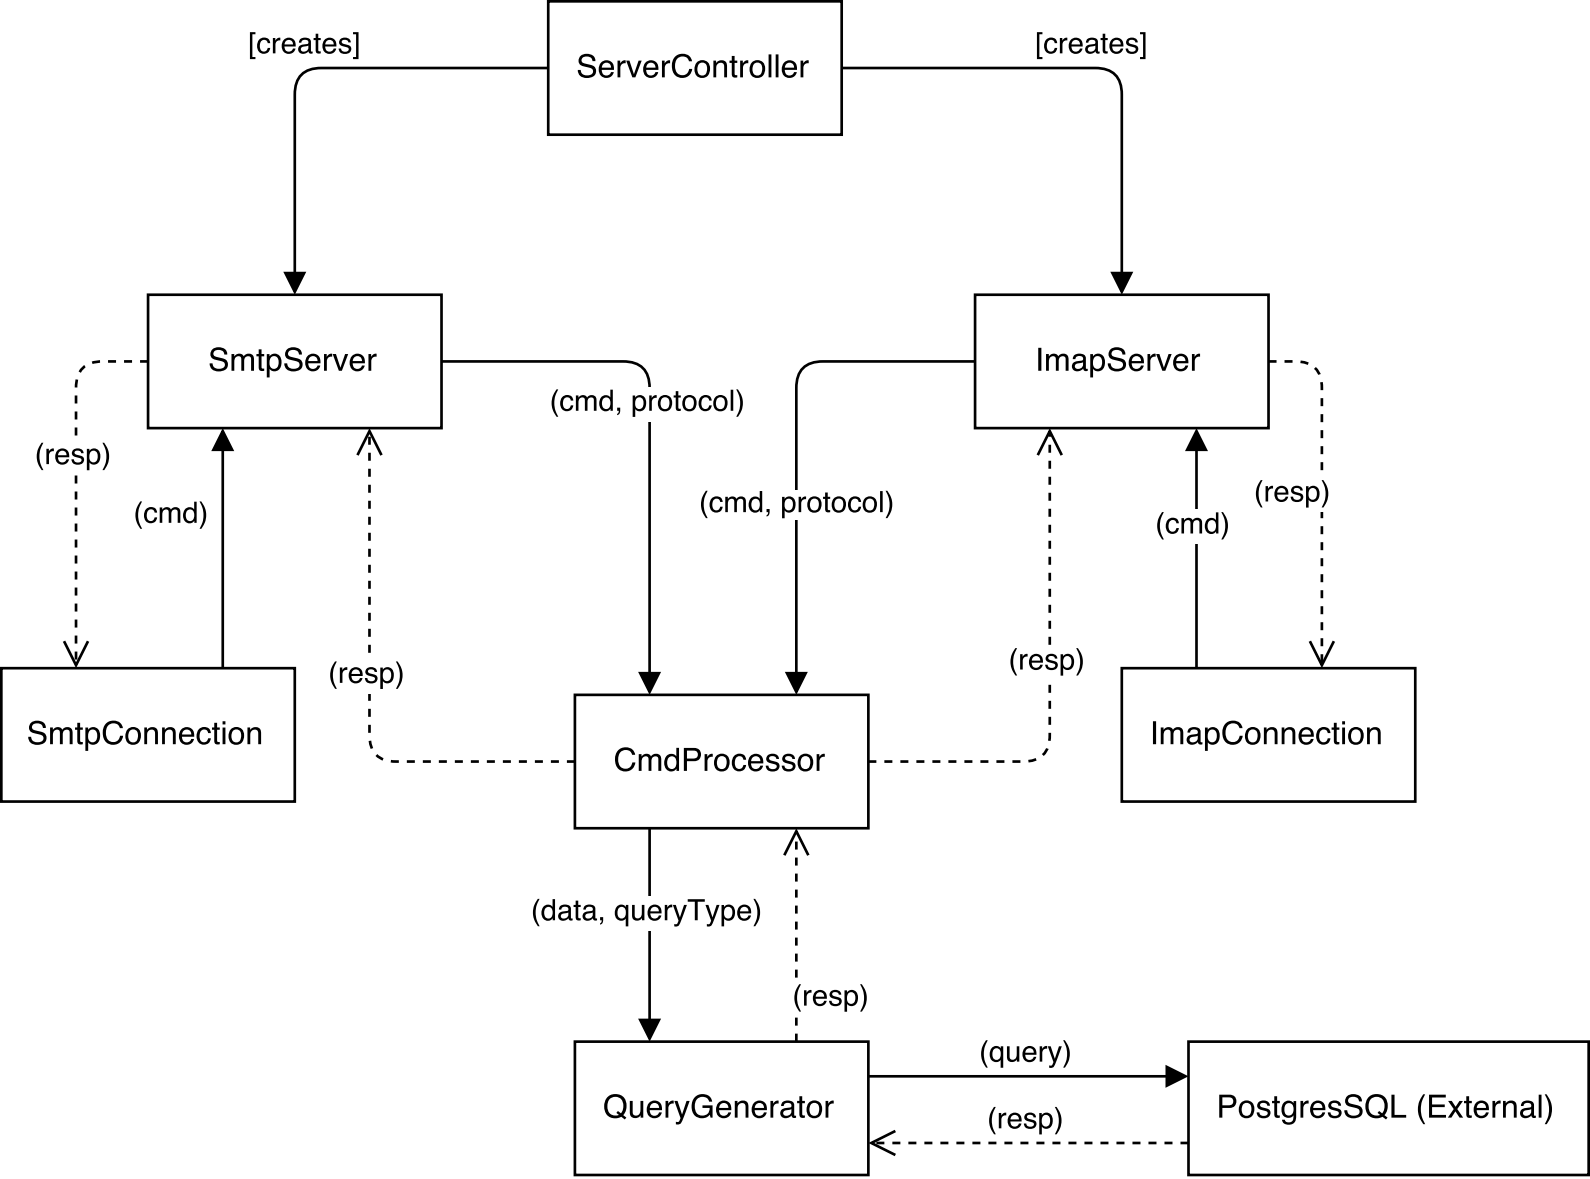 [creates]
[creates]
ServerController
SmtpServer
ImapServer
(cmd, protocol)
(resp)
(resp)
(cmd, protocol)
(cmd)
(cmd)
(resp)
(resp)
SmtpConnection
ImapConnection
CmdProcessor
(data, queryType)
(resp)
(query)
QueryGenerator
PostgresSQL (External)
(resp)